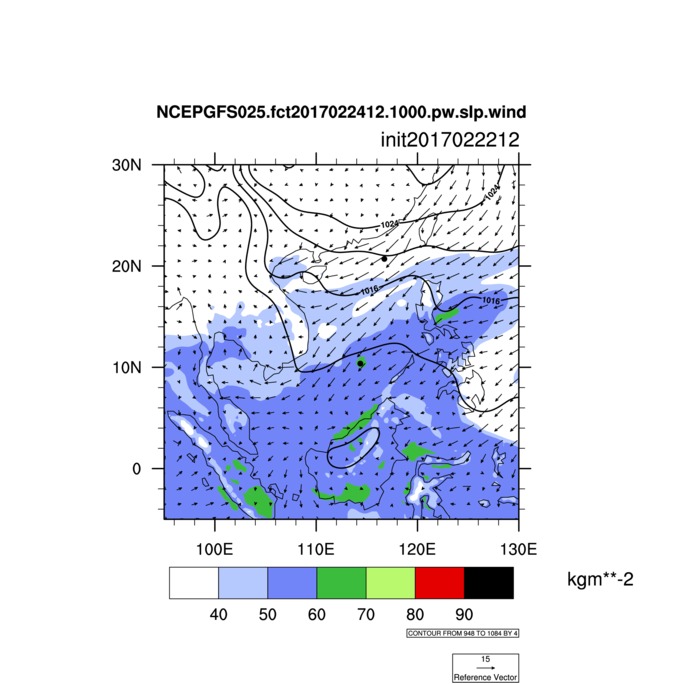 NCEPGFS025.fct2017022412.1000.pw.slp.wind
init2017022212
30N
1024
1024
20N
1016
1016
10N
0
100E 110E 120E 130E
kgm**-2
40 50 60 70 80 90
CONTOUR FROM 948 TO 1084 BY 4
15
Reference Vector